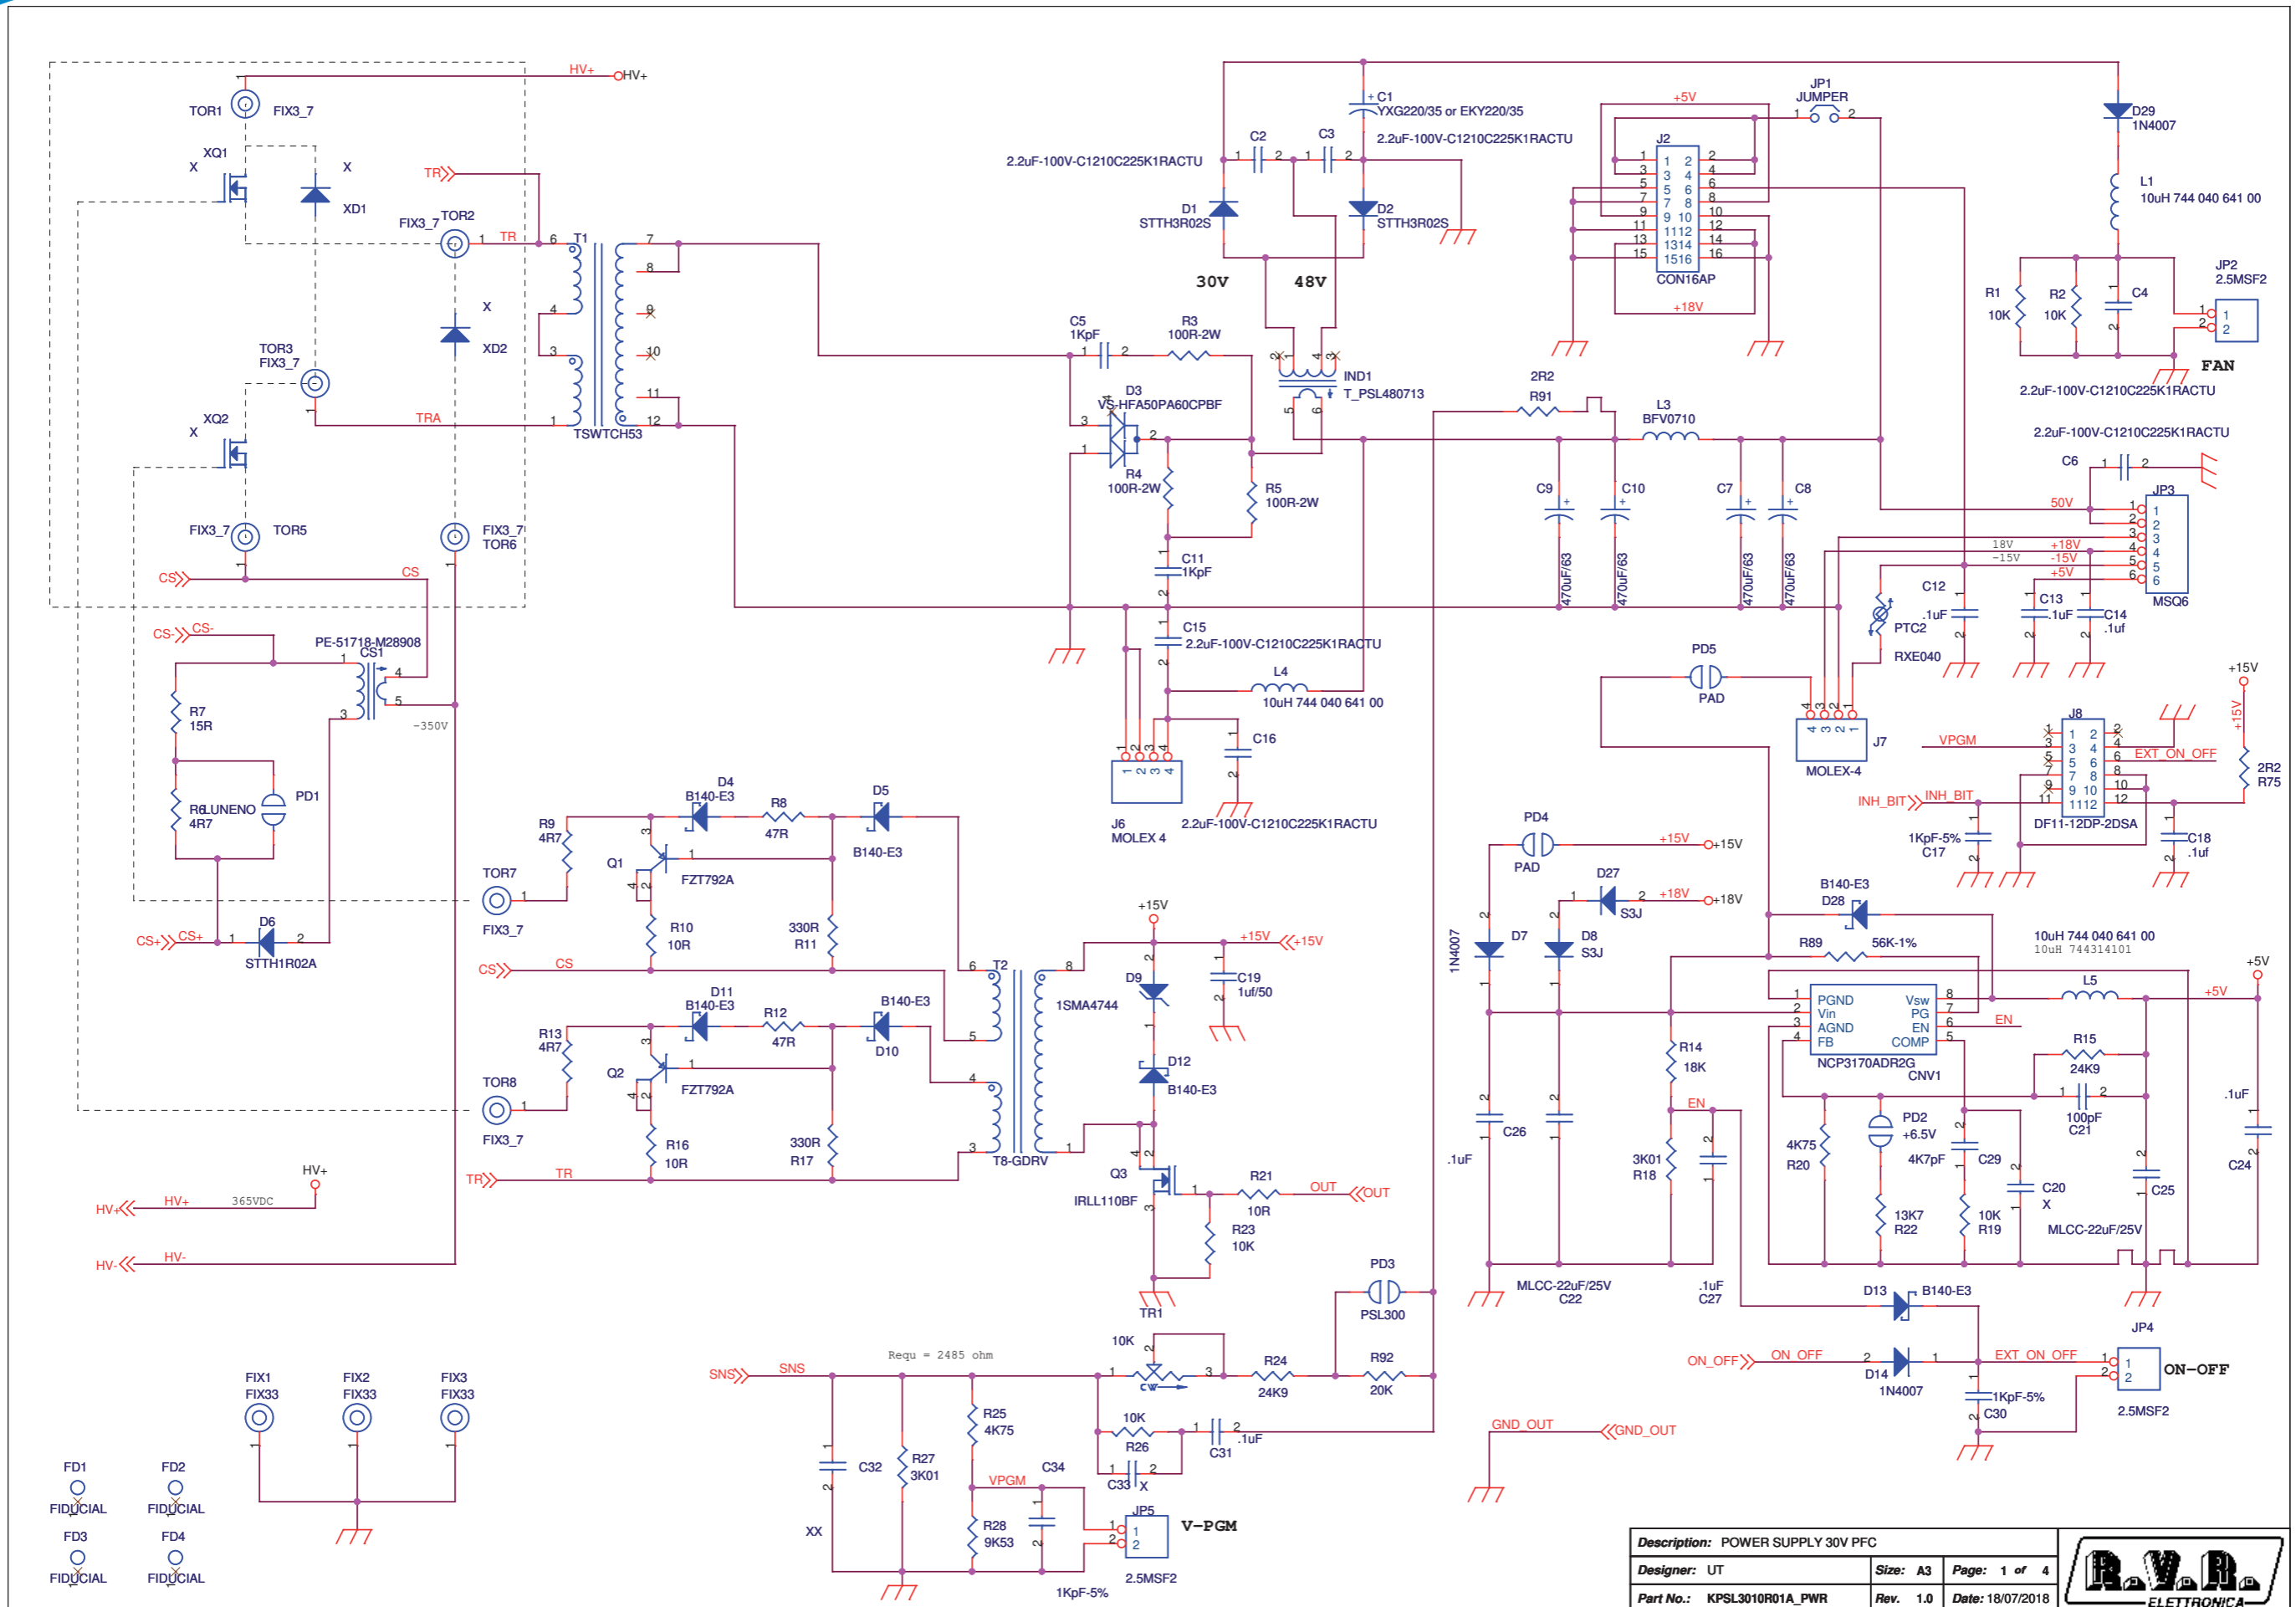 HV+
HV+
TOR1
FIX3_7
XQ1
X
X
XD1
TR
FIX3_7
TOR2
TR
T1
X
XD2
TOR3
FIX3_7
XQ2
X
TRA
TSWTCH53
FIX3_7
TOR5
FIX3_7
TOR6
CS
CS
CS-
CS-
PE-51718-M28908
CS1
R7
15R
-350V
R6
LUNENO
4R7
PD1
CS+
CS+
D6
STTH1R02A
C1
YXG220/35 or EKY220/35
2.2uF-100V-C1210C225K1RACTU
C2
C3
2.2uF-100V-C1210C225K1RACTU
D1
STTH3R02S
D2
STTH3R02S
30V
48V
C5
1KpF
R3
100R-2W
IND1
T_PSL480713
D3
VS-HFA50PA60CPBF
R4
100R-2W
R5
100R-2W
C11
1KpF
C15
2.2uF-100V-C1210C225K1RACTU
L4
10uH 744 040 641 00
C16
J6
MOLEX 4
2.2uF-100V-C1210C225K1RACTU
+5V
J2
CON16AP
+18V
JP1
JUMPER
D29
1N4007
L1
10uH 744 040 641 00
R1
10K
R2
10K
C4
JP2
2.5MSF2
FAN
2.2uF-100V-C1210C225K1RACTU
2R2
R91
L3
BFV0710
C9
470uF/63
C10
470uF/63
C7
470uF/63
C8
470uF/63
2.2uF-100V-C1210C225K1RACTU
C6
JP3
50V
18V
+18V
-15V
-15V
+5V
MSQ6
C12
.1uF
C13
.1uF
C14
.1uf
PTC2
RXE040
PD5
PAD
J7
MOLEX-4
+15V
+15V
J8
VPGM
EXT_ON_OFF
2R2
R75
INH_BIT
INH_BIT
DF11-12DP-2DSA
1KpF-5%
C17
C18
.1uf
D4
B140-E3
R8
47R
D5
B140-E3
R9
4R7
Q1
FZT792A
TOR7
FIX3_7
R10
10R
330R
R11
CS
CS
D11
B140-E3
R12
47R
B140-E3
D10
R13
4R7
Q2
FZT792A
TOR8
FIX3_7
R16
10R
330R
R17
TR
TR
T2
T8-GDRV
+15V
+15V
+15V
D9
1SMA4744
C19
1uf/50
D12
B140-E3
Q3
IRLL110BF
R21
10R
OUT
OUT
R23
10K
TR1
PD4
PAD
+15V
+15V
D27
S3J
+18V
+18V
1N4007
D7
D8
S3J
B140-E3
D28
R89
56K-1%
10uH 744 040 641 00
10uH 744314101
L5
+5V
+5V
PGND
Vin
AGND
FB
Vsw
PG
EN
COMP
EN
NCP3170ADR2G
CNV1
R14
18K
EN
R15
24K9
100pF
C21
.1uF
C24
C26
.1uF
3K01
R18
4K75
R20
PD2
+6.5V
4K7pF
C29
13K7
R22
10K
R19
C20
X
C25
MLCC-22uF/25V
MLCC-22uF/25V
C22
.1uF
C27
HV+
HV+
HV+
365VDC
HV-
HV-
D13
B140-E3
JP4
ON_OFF
ON_OFF
D14
1N4007
EXT_ON_OFF
ON-OFF
1KpF-5%
C30
2.5MSF2
GND_OUT
GND_OUT
PD3
PSL300
SNS
SNS
Requ = 2485 ohm
10K
CW
R24
24K9
R92
20K
R25
4K75
10K
R26
C31
.1uF
C33
X
C32
XX
R27
3K01
VPGM
C34
R28
9K53
JP5
V-PGM
2.5MSF2
1KpF-5%
FIX1
FIX33
FIX2
FIX33
FIX3
FIX33
FD1
FIDUCIAL
FD2
FIDUCIAL
FD3
FIDUCIAL
FD4
FIDUCIAL
Description: POWER SUPPLY 30V PFC
Designer: UT
Size: A3
Page: 1 of 4
Part No.: KPSL3010R01A_PWR
Rev. 1.0
Date: 18/07/2018
R.V.R.
ELETTRONICA